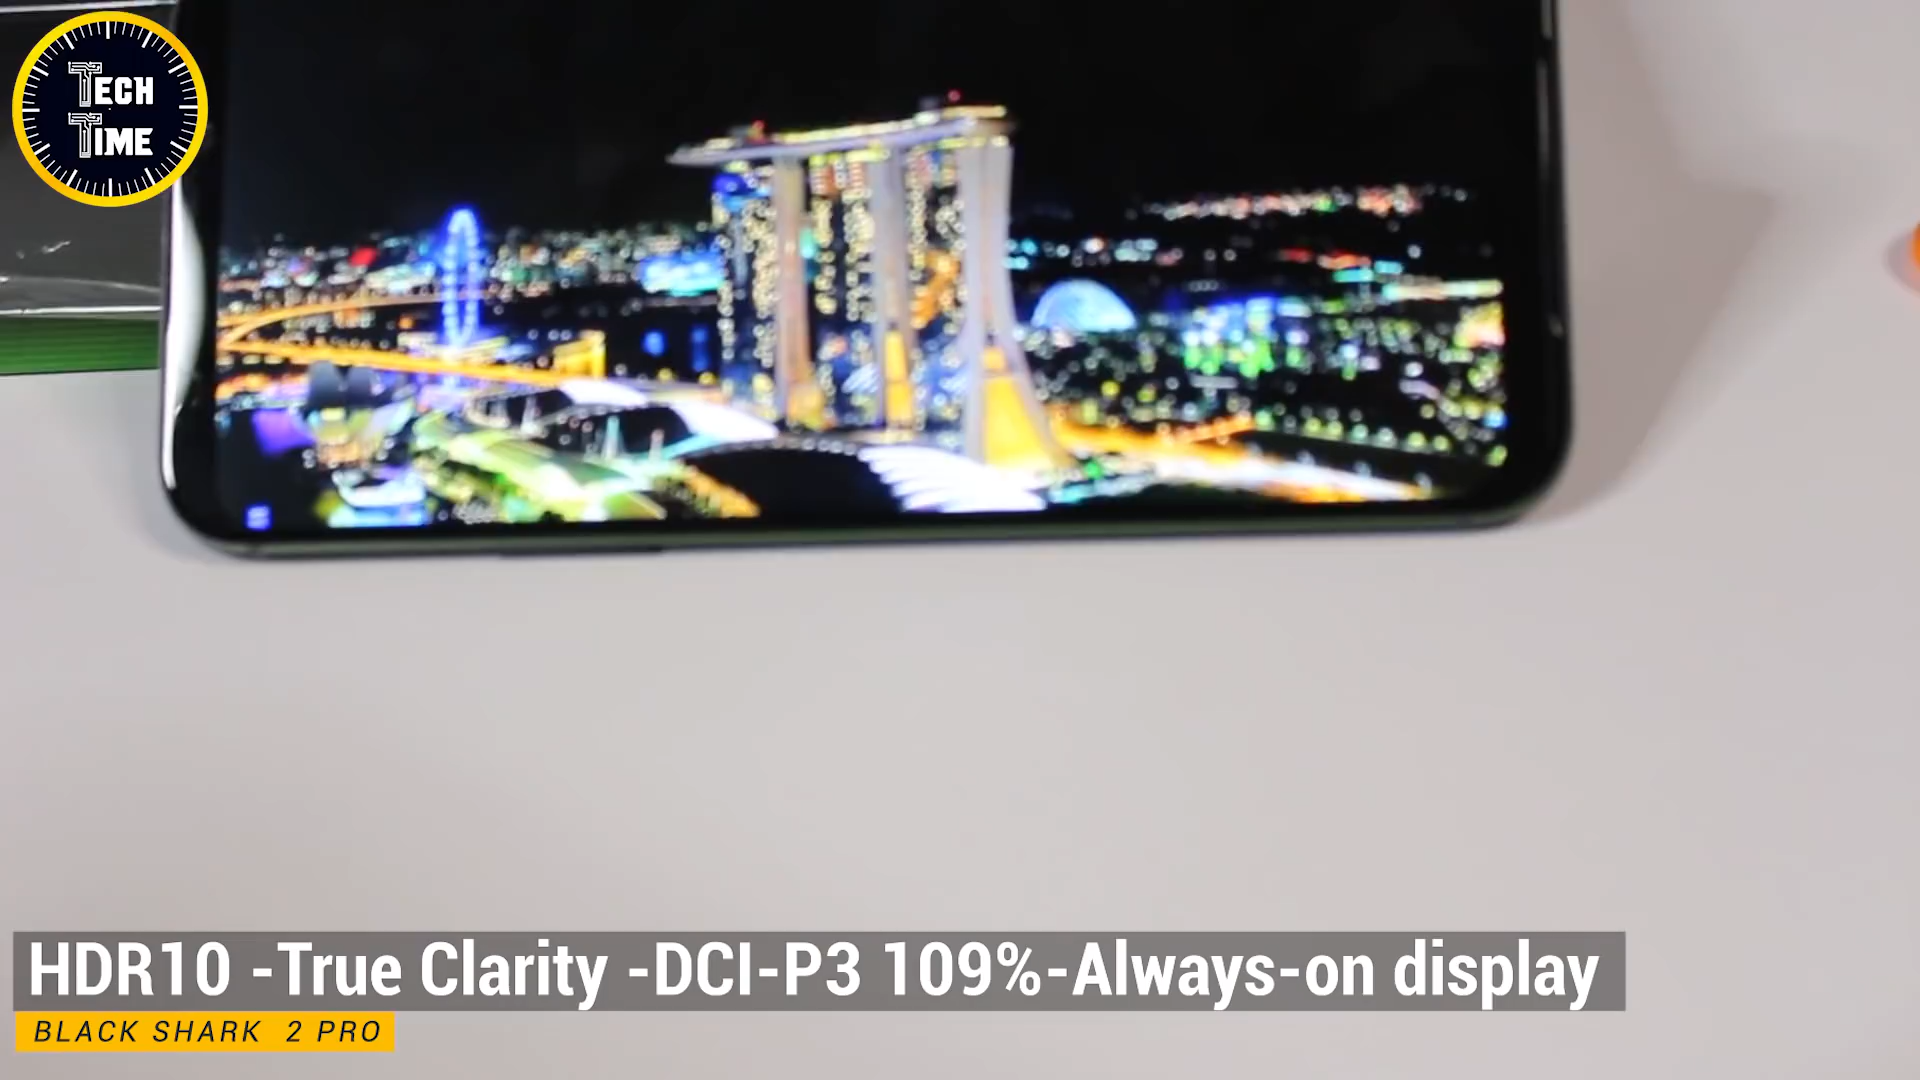 TECH
TIME
HDR10 -True Clarity -DCI-P3 109%-Always-on display
BLACK SHARK 2 PRO